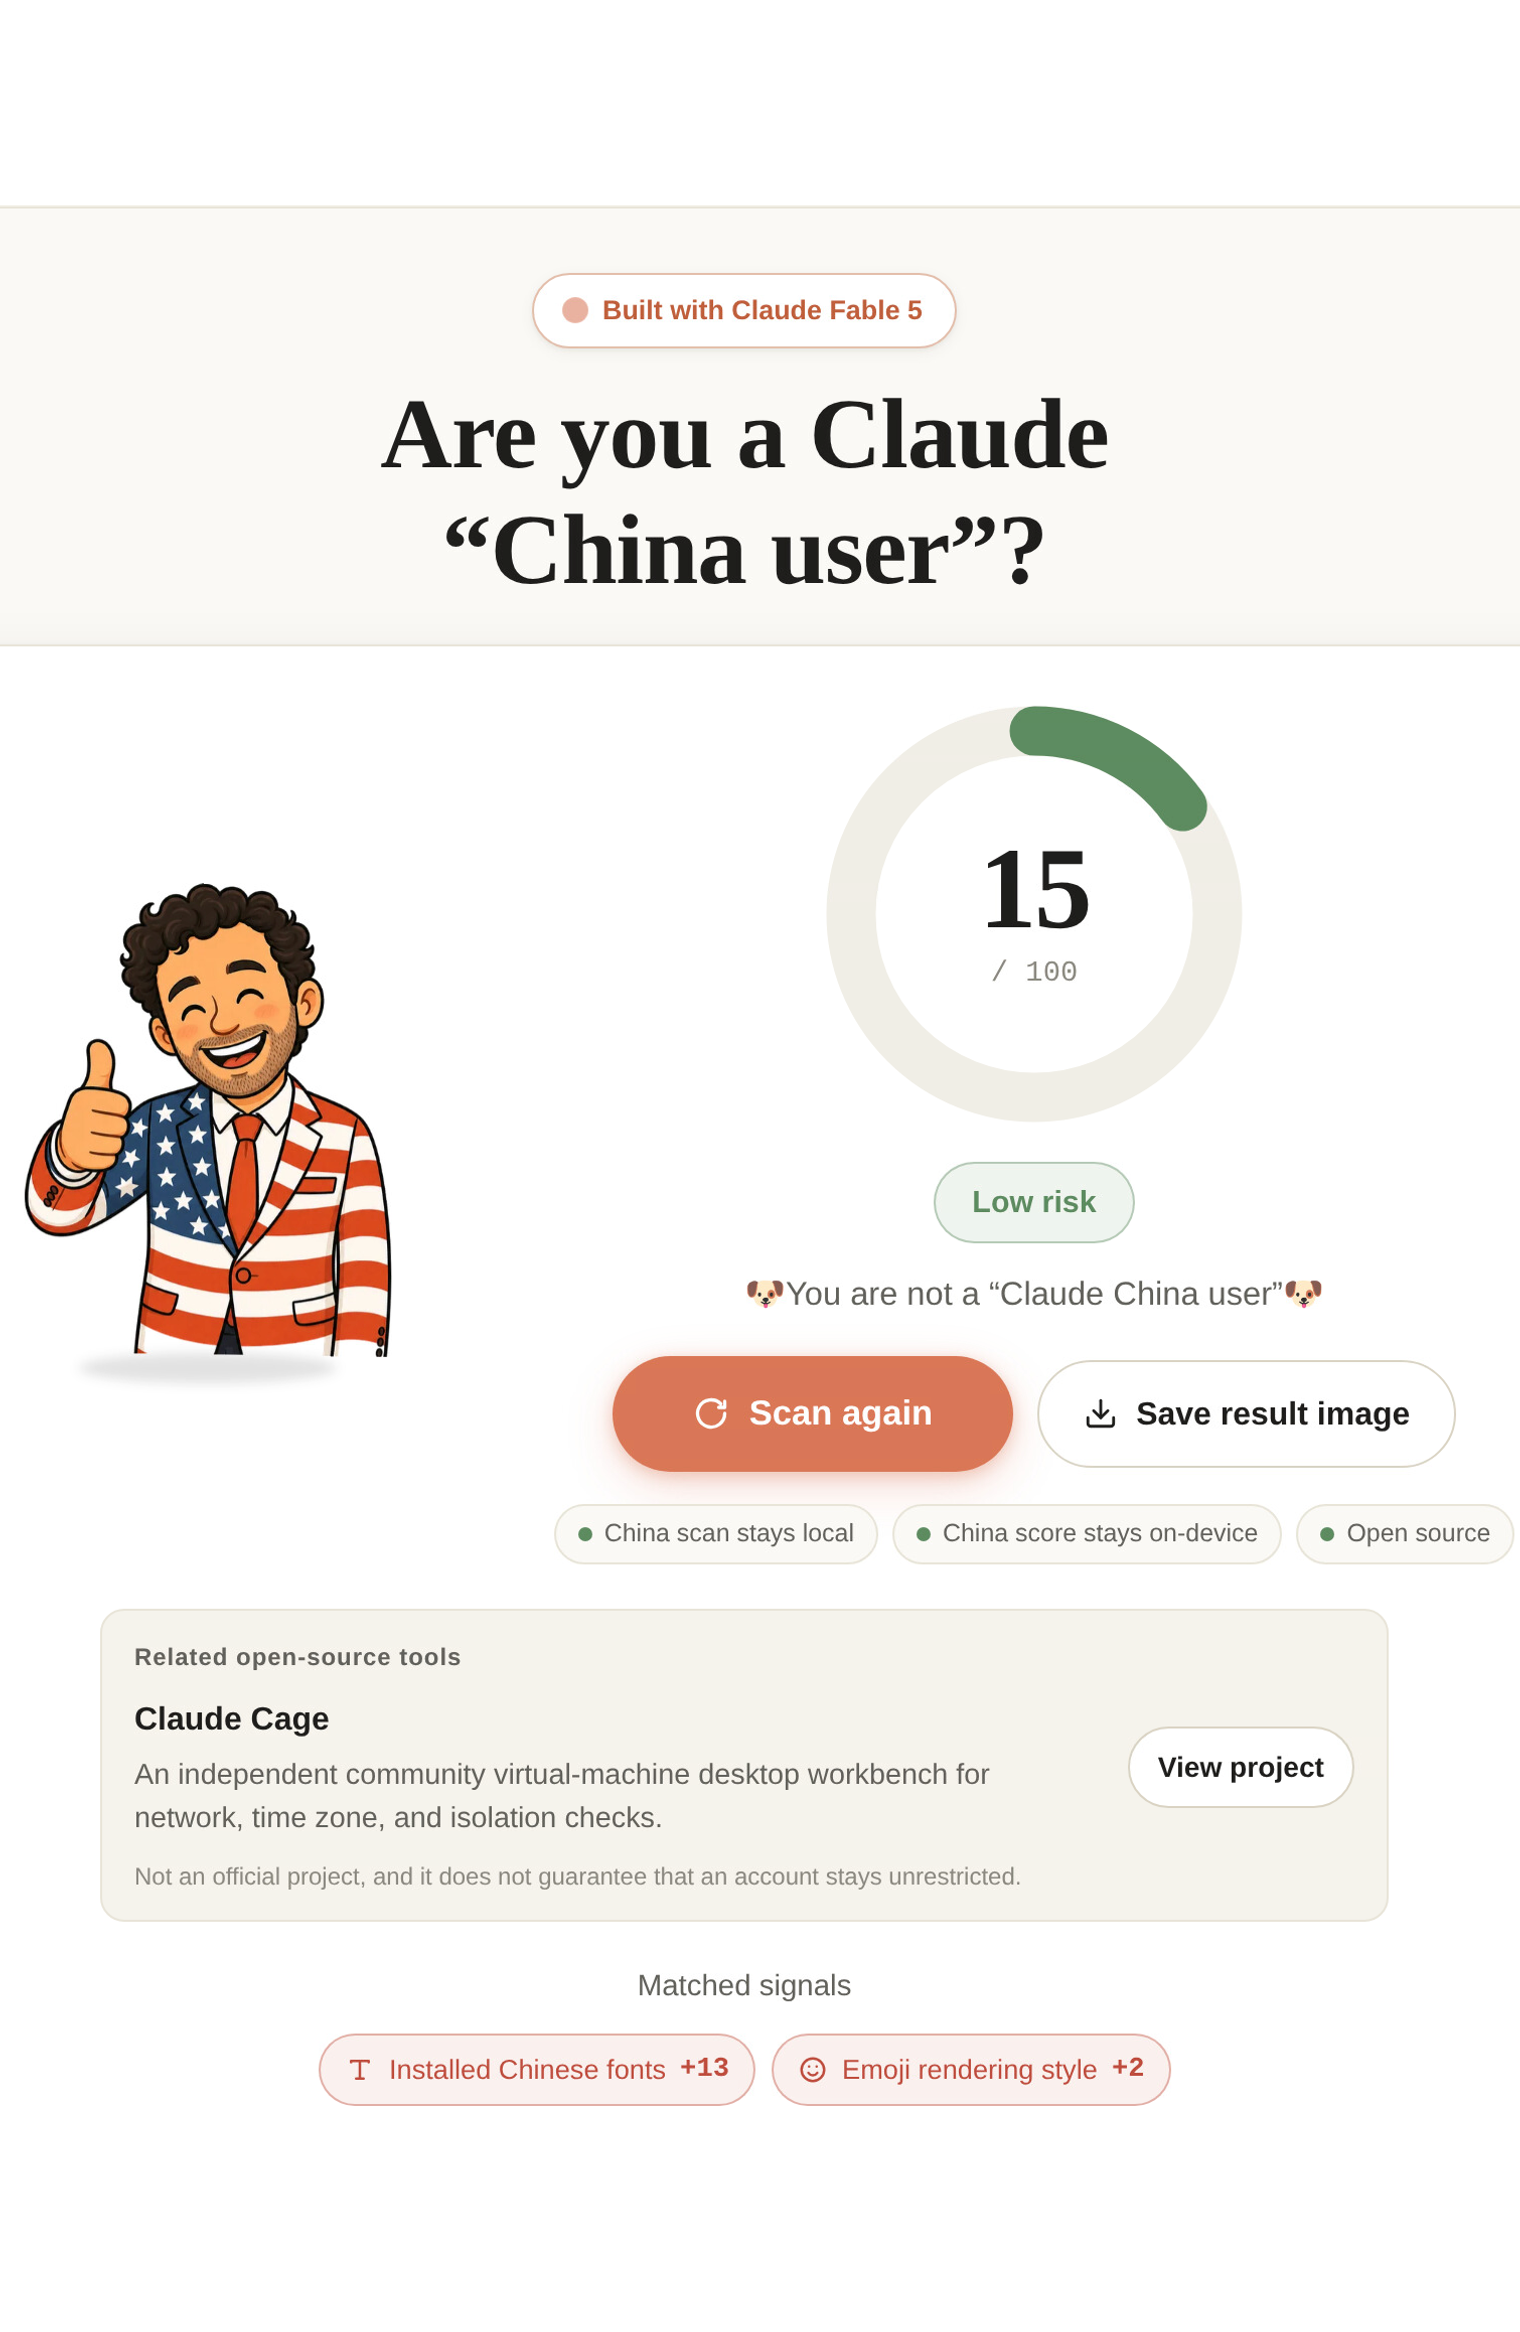 Built with Claude Fable 5
Are you a Claude
“China user”?
15
/ 100
Low risk
🐶You are not a “Claude China user”🐶
Scan again
Save result image
China scan stays local
China score stays on-device
Open source
Related open-source tools
Claude Cage
An independent community virtual-machine desktop workbench for
network, time zone, and isolation checks.
View project
Not an official project, and it does not guarantee that an account stays unrestricted.
Matched signals
Installed Chinese fonts +13
Emoji rendering style +2